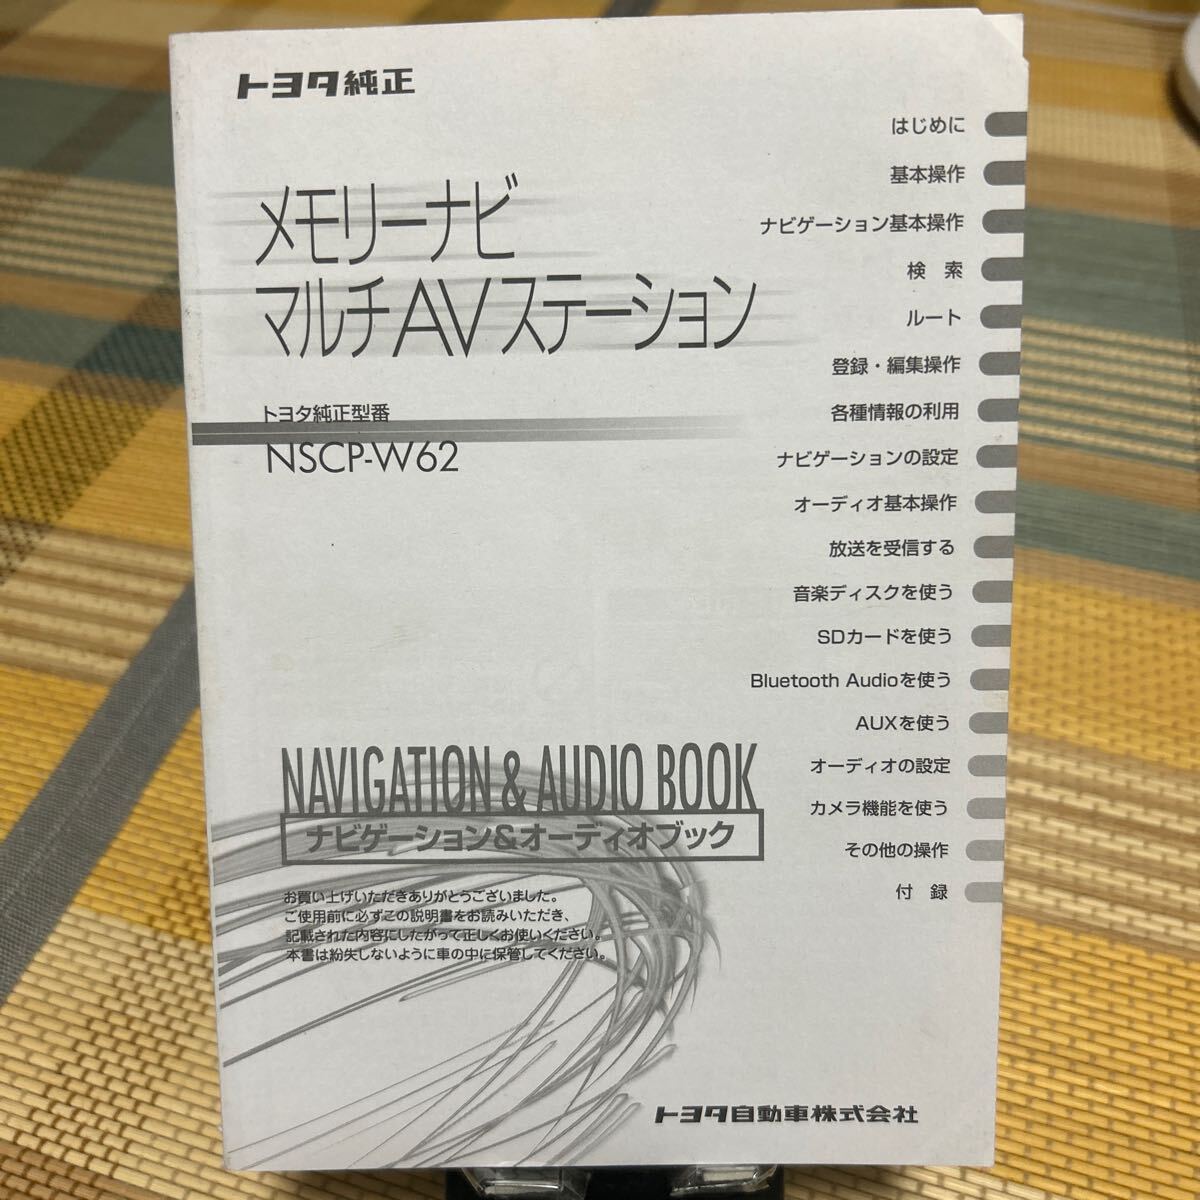 トヨタ純正
メモリーナビ
マルチAVステーション
トヨタ純正型番
NSCP-W62
はじめに
基本操作
ナビゲーション基本操作
検 索
ルート
登録・編集操作
各種情報の利用
ナビゲーションの設定
オーディオ基本操作
放送を受信する
音楽ディスクを使う
SDカードを使う
Bluetooth Audioを使う
AUXを使う
オーディオの設定
カメラ機能を使う
その他の操作
付 録
NAVIGATION & AUDIO BOOK
ナビゲーション&オーディオブック
お買い上げいただきありがとうございました。
ご使用前に必ずこの説明書をお読みいただき、
記載された内容にしたがって正しくお使いください。
本書は紛失しないように車の中に保管してください。
トヨタ自動車株式会社